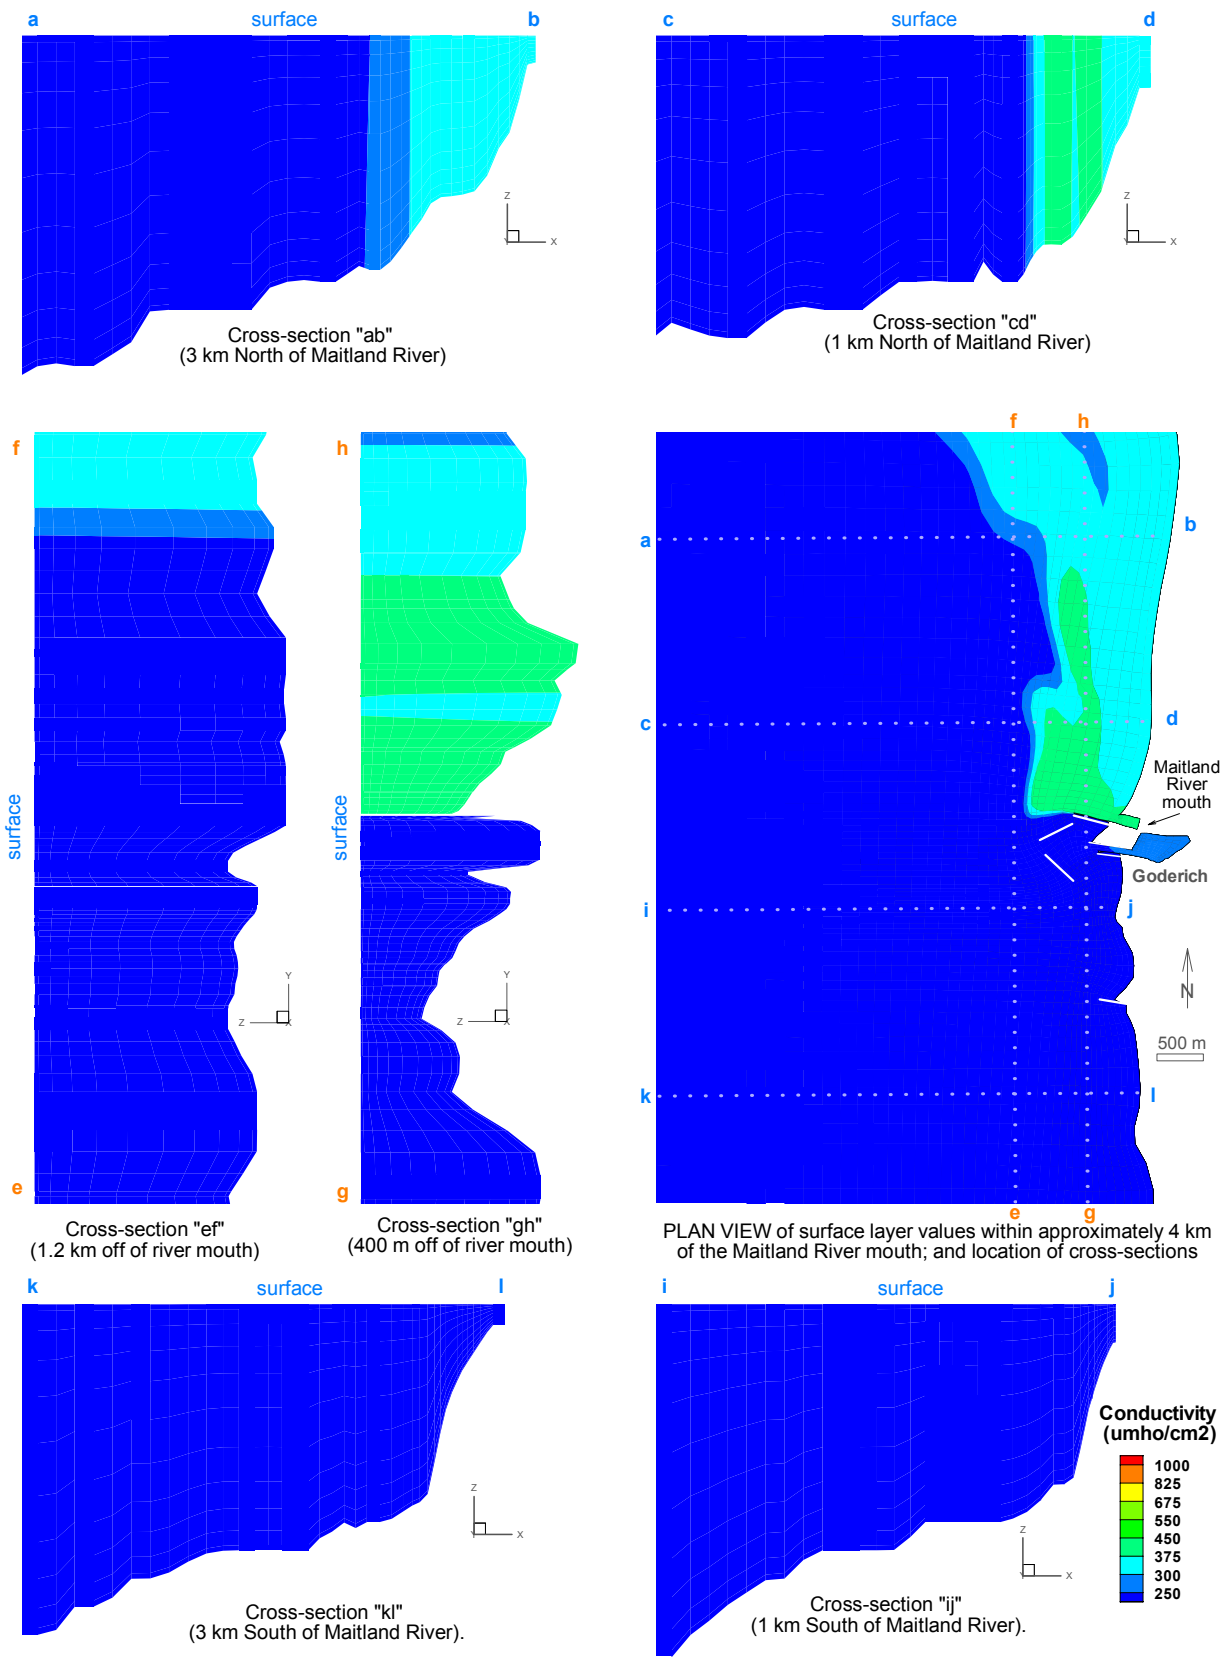 a surface b
c surface d
Z
X
Y
Z
X
Y
Cross-section "ab"
(3 km North of Maitland River)
Cross-section "cd"
(1 km North of Maitland River)
f
surface
e
Y
Z
X
Cross-section "ef"
(1.2 km off of river mouth)
h
surface
g
Y
Z
X
Cross-section "gh"
(400 m off of river mouth)
f h
b
a
d
c
Maitland
River
mouth
Goderich
i
j
N
500 m
k
l
e g
PLAN VIEW of surface layer values within approximately 4 km
of the Maitland River mouth; and location of cross-sections
k surface l
Z
Y
X
Cross-section "kl"
(3 km South of Maitland River).
i surface j
Z
Y
X
Cross-section "ij"
(1 km South of Maitland River).
Conductivity
(umho/cm2)
1000
825
675
550
450
375
300
250